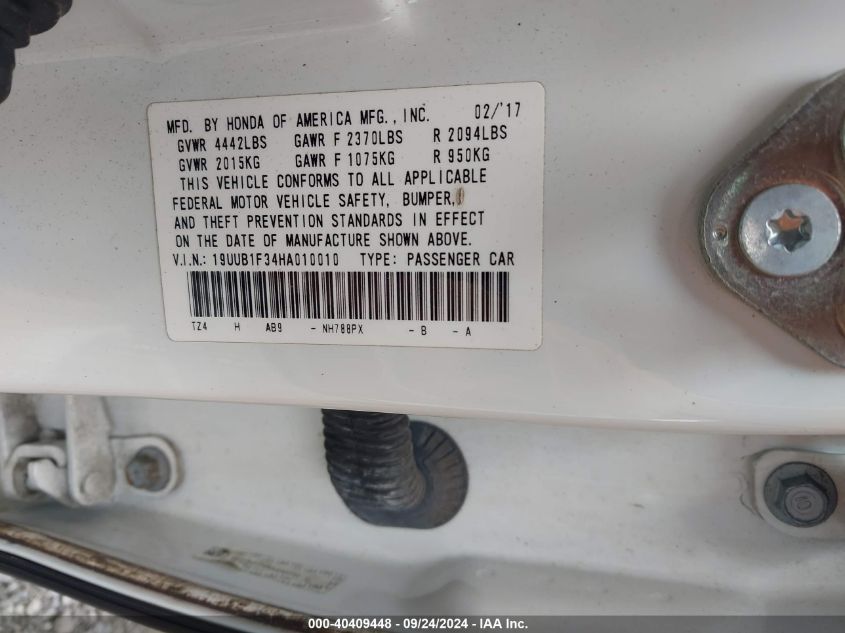 MFD. BY HONDA OF AMERICA MFG., INC. 02/'17
GVWR 4442LBS GAWR F 2370LBS R 2094LBS
GVWR 2015KG GAWR F 1075KG R 950KG
THIS VEHICLE CONFORMS TO ALL APPLICABLE
FEDERAL MOTOR VEHICLE SAFETY, BUMPER,
AND THEFT PREVENTION STANDARDS IN EFFECT
ON THE DATE OF MANUFACTURE SHOWN ABOVE.
V.I.N.: 19UUB1F34HA010010 TYPE: PASSENGER CAR
TZ4 H AB9 - NH788PX - B - A
000-40409448 - 09/24/2024 - IAA Inc.